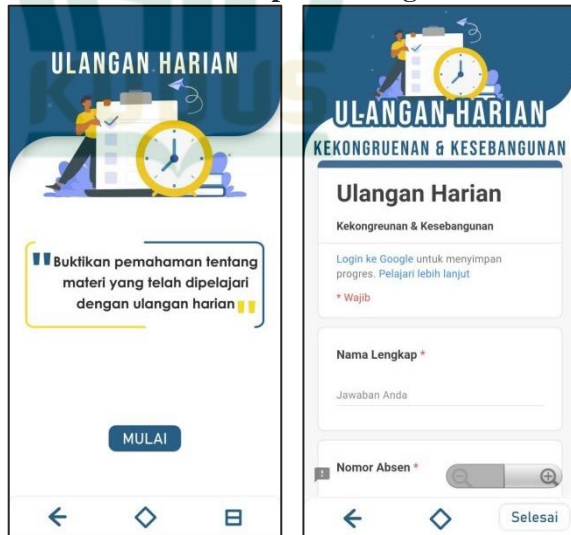 ULANGAN HARIAN
Buktikan pemahaman tentang
materi yang telah dipelajari
dengan ulangan harian
MULAI
ULANGAN HARIAN
KEKONGRUENAN & KESEBANGUNAN
Ulangan Harian
Kekongreunan & Kesebangunan
Login ke Google untuk menyimpan
progres. Pelajari lebih lanjut
* Wajib
Nama Lengkap *
Jawaban Anda
Nomor Absen *
Selesai